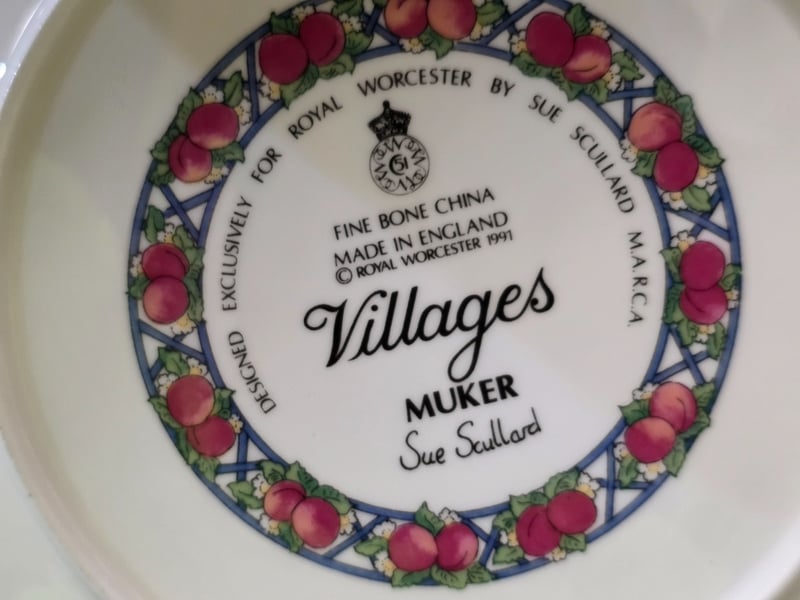 DESIGNED EXCLUSIVELY FOR ROYAL WORCESTER BY SUE SCULLARD M.A.R.C.A.
51
FINE BONE CHINA
MADE IN ENGLAND
© ROYAL WORCESTER 1991
Villages
MUKER
Sue Scullard